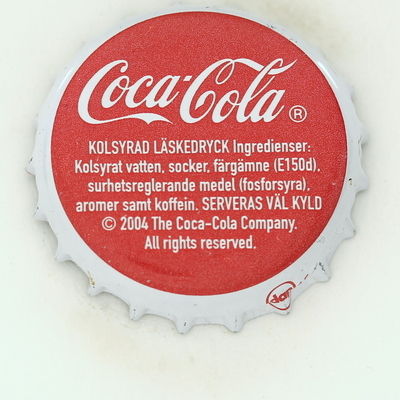 Coca-Cola ®
KOLSYRAD LÄSKEDRYCK Ingredienser:
Kolsyrat vatten, socker, färgämne (E150d),
surhetsreglerande medel (fosforsyra),
aromer samt koffein. SERVERAS VÄL KYLD
© 2004 The Coca-Cola Company.
All rights reserved.